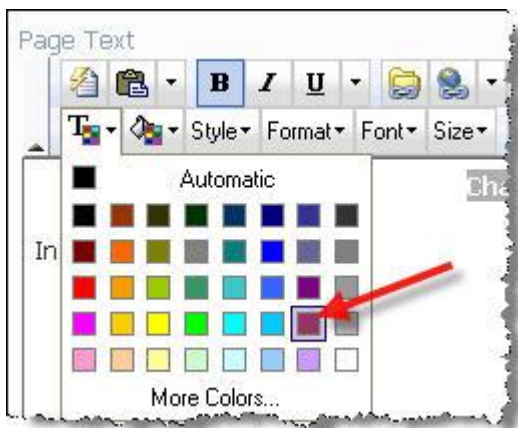 Page Text
B I U
T Style Format Font Size
Automatic
Cha
In
More Colors...